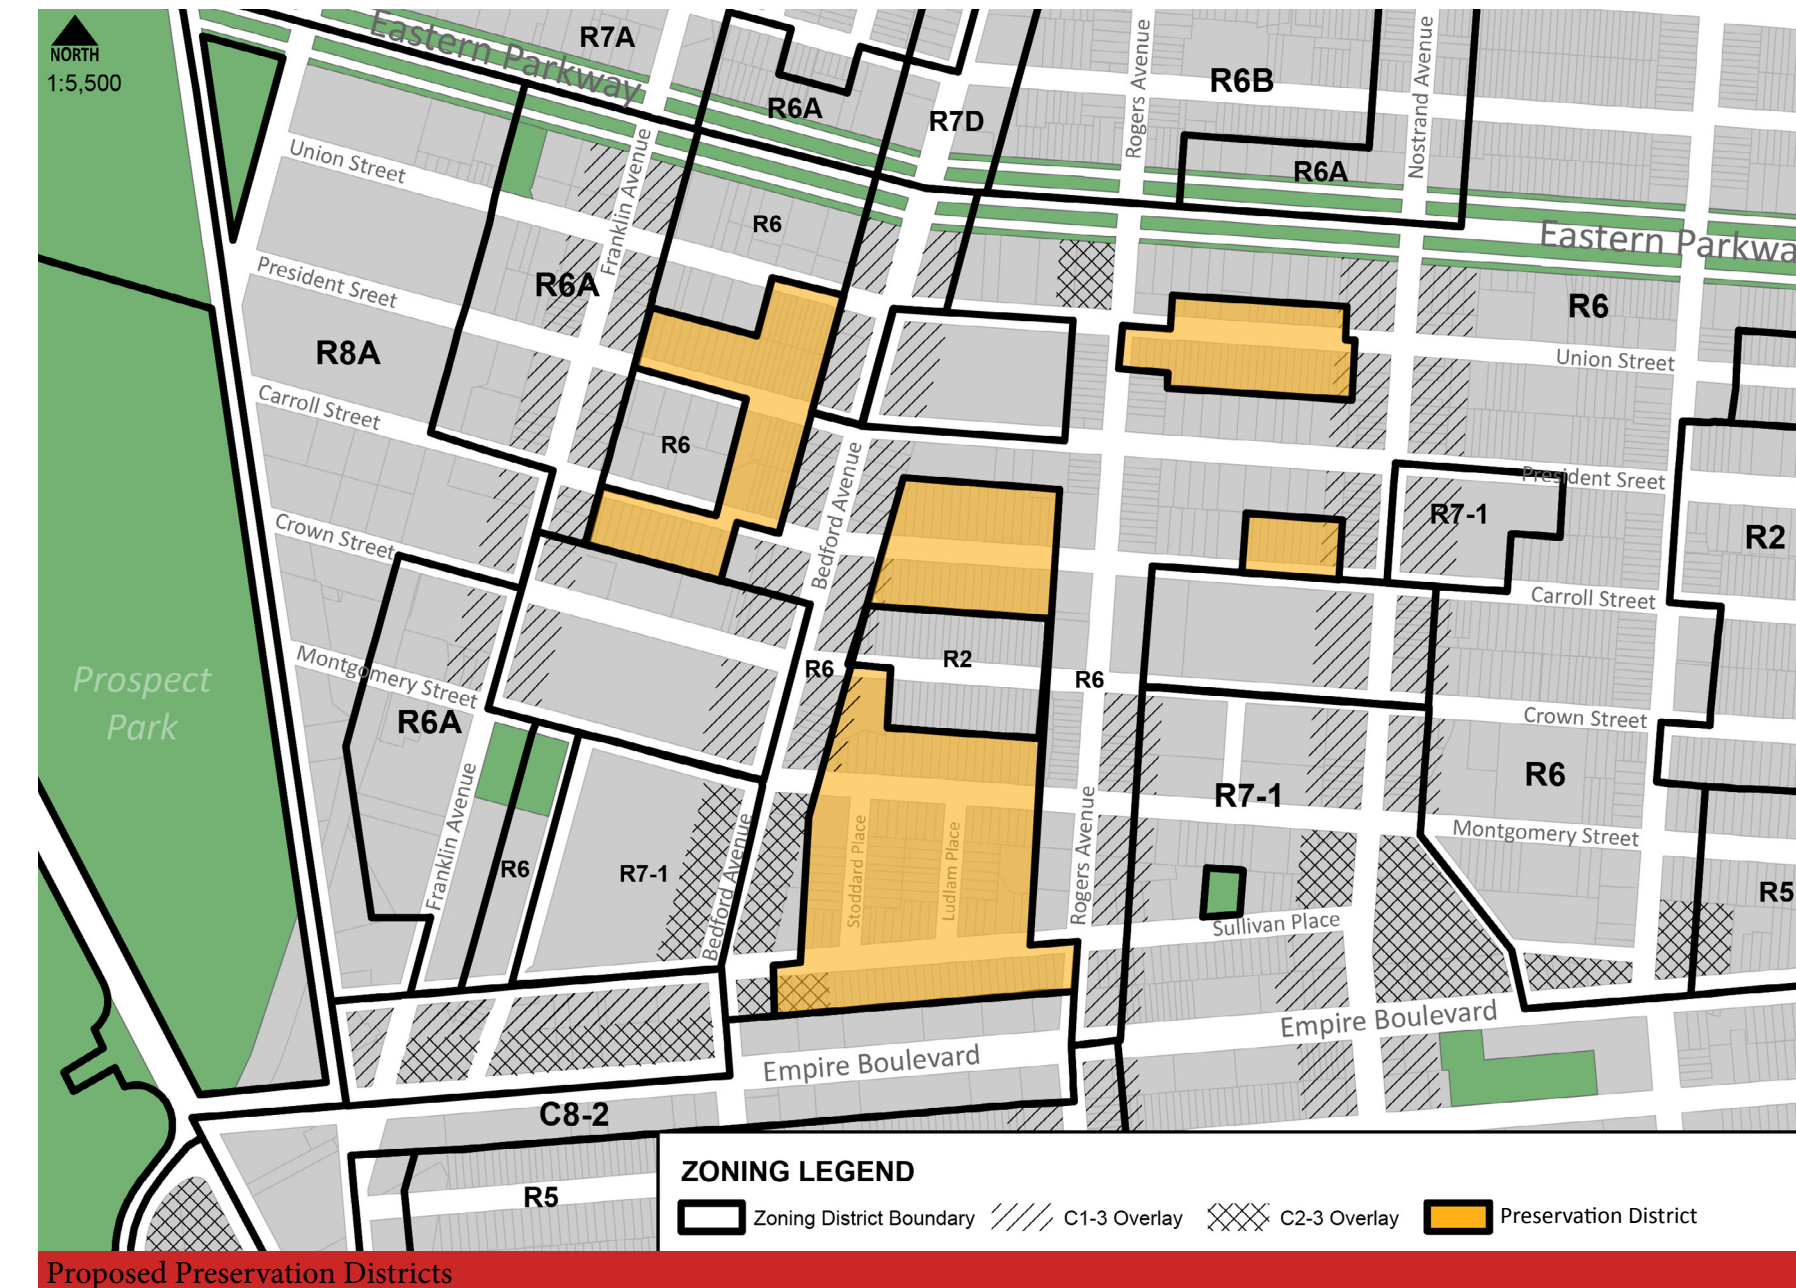 NORTH
1:5,500
Eastern Parkway
R7A
R6A
R7D
Rogers Avenue
R6B
R6A
Nostrand Avenue
Eastern Parkwa
Union Street
Franklin Avenue
R6
R6A
President Sreet
R8A
R6
Union Street
Carroll Street
R6
Bedford Avenue
President Sreet
R7-1
R2
Crown Street
Carroll Street
Montgomery Street
R6A
R6
R2
R6
Crown Street
Prospect
Park
R7-1
R6
Franklin Avenue
R6
R7-1
Bedford Avenue
Stoddard Place
Ludlam Place
Rogers Avenue
Montgomery Street
R5
Sullivan Place
Empire Boulevard
Empire Boulevard
C8-2
R5
ZONING LEGEND
Zoning District Boundary
C1-3 Overlay
C2-3 Overlay
Preservation District
Proposed Preservation Districts